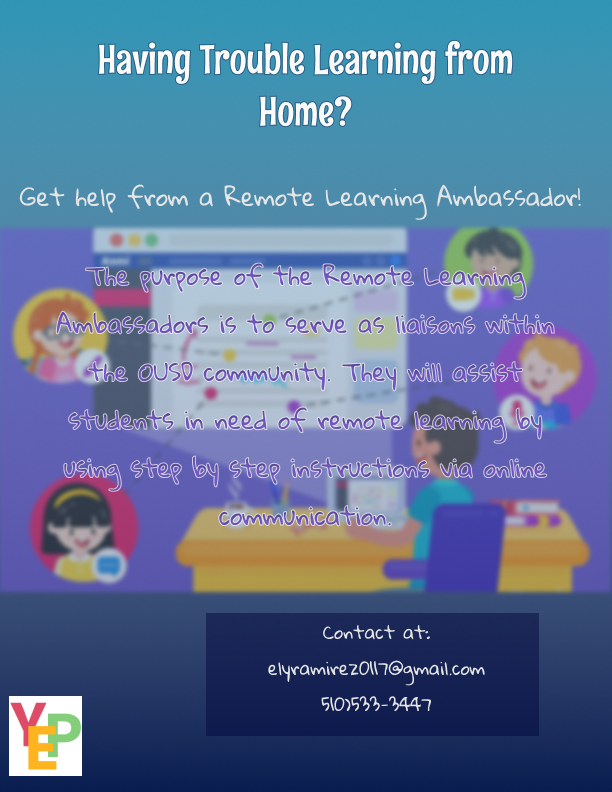 Having Trouble Learning from
Home?
Get help from a Remote Learning Ambassador!
The purpose of the Remote Learning
Ambassadors is to serve as liaisons within
the OUSD community. They will assist
students in need of remote learning by
using step by step instructions via online
communication.
Contact at:
elyramirez0117@gmail.com
510)533-3447
YEP